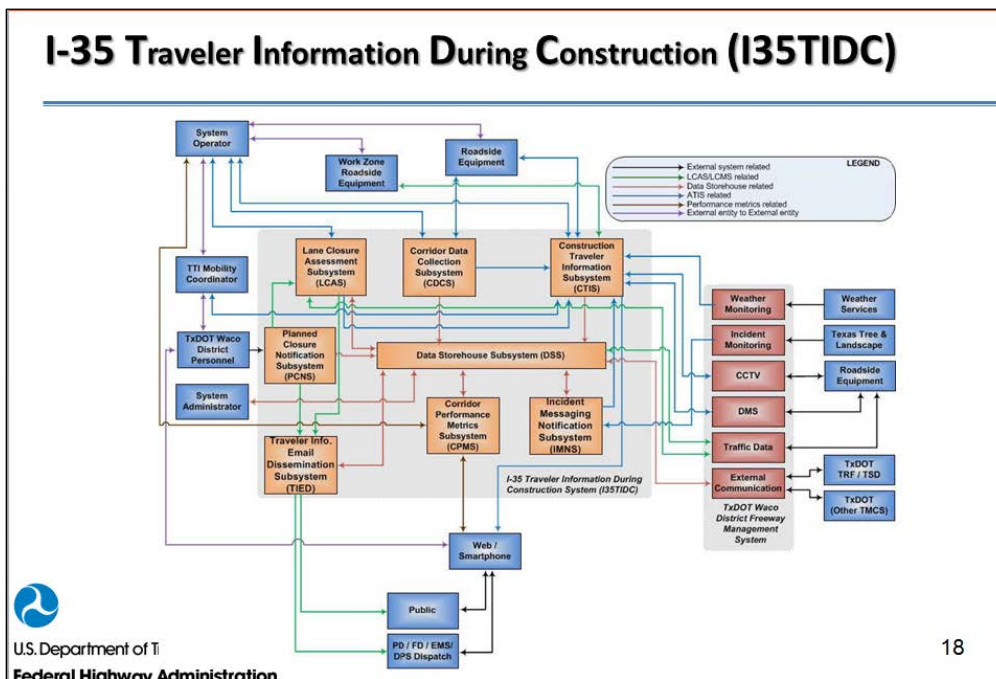 I-35 Traveler Information During Construction (I35TIDC)
System
Operator
Work Zone
Roadside
Equipment
Roadside
Equipment
LEGEND
External system related
LCAS/LCMS related
Data Storehouse related
ATIS related
Performance metrics related
External entity to External entity
Lane Closure
Assessment
Subsystem
(LCAS)
Corridor Data
Collection
Subsystem
(CDCS)
Construction
Traveler
Information
Subsystem
(CTIS)
TTI Mobility
Coordinator
Weather
Monitoring
Weather
Services
TxDOT Waco
District
Personnel
Planned
Closure
Notification
Subsystem
(PCNS)
Data Storehouse Subsystem (DSS)
Incident
Monitoring
Texas Tree &
Landscape
CCTV
Roadside
Equipment
System
Administrator
Corridor
Performance
Metrics
Subsystem
(CPMS)
Incident
Messaging
Notification
Subsystem
(IMNS)
DMS
Traveler Info.
Email
Dissemination
Subsystem
(TIED)
Traffic Data
I-35 Traveler Information During
Construction System (I35TIDC)
External
Communication
TxDOT
TRF / TSD
TxDOT
(Other TMCS)
TxDOT Waco
District Freeway
Management
System
Web /
Smartphone
Public
PD / FD / EMS/
DPS Dispatch
U.S. Department of T
Federal Highway Administration
18